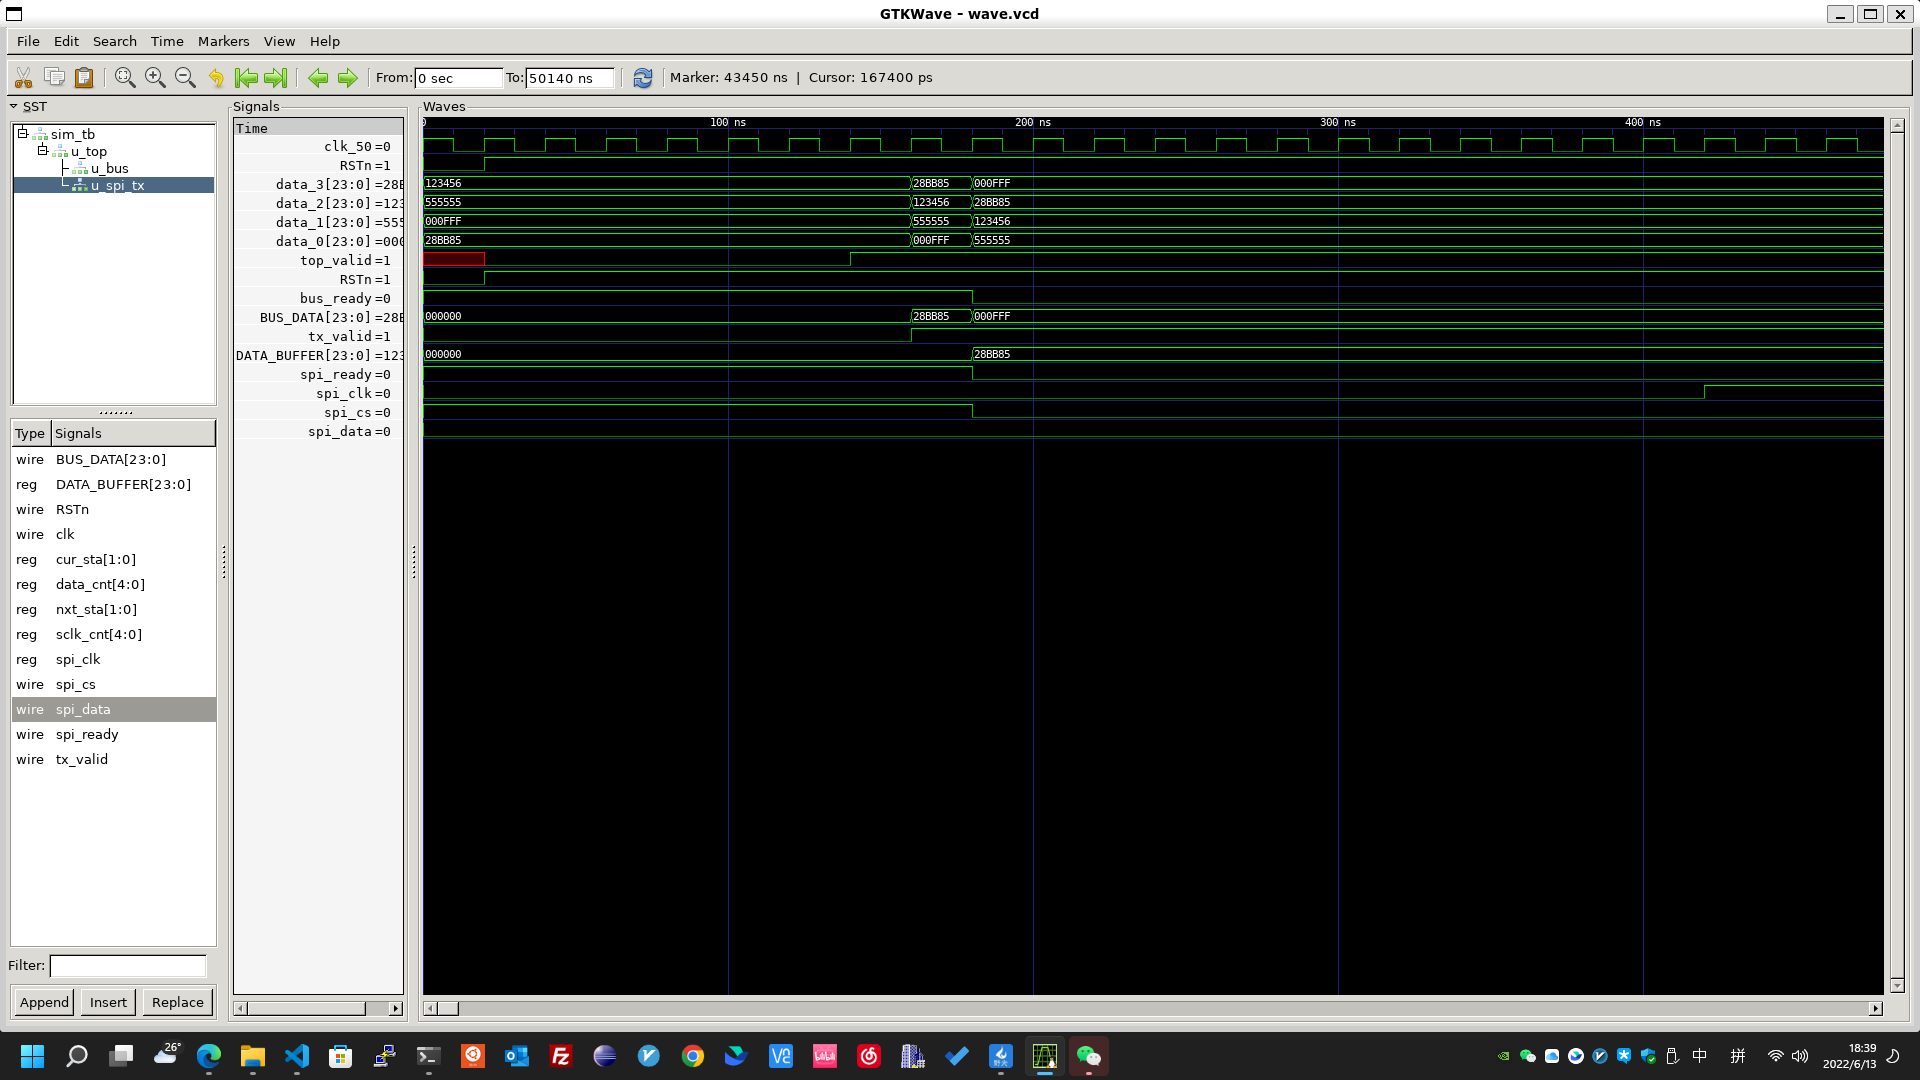 GTKWave - wave.vcd
File Edit Search Time Markers View Help
From: 0 sec To: 50140 ns Marker: 43450 ns | Cursor: 167400 ps
SST
sim_tb
u_top
u_bus
u_spi_tx
Type Signals
wire BUS_DATA[23:0]
reg DATA_BUFFER[23:0]
wire RSTn
wire clk
reg cur_sta[1:0]
reg data_cnt[4:0]
reg nxt_sta[1:0]
reg sclk_cnt[4:0]
reg spi_clk
wire spi_cs
wire spi_data
wire spi_ready
wire tx_valid
Filter:
Append Insert Replace
Signals
Time
clk_50=0
RSTn=1
data_3[23:0]=28E
data_2[23:0]=123
data_1[23:0]=555
data_0[23:0]=000
top_valid=1
RSTn=1
bus_ready=0
BUS_DATA[23:0]=28E
tx_valid=1
DATA_BUFFER[23:0]=123
spi_ready=0
spi_clk=0
spi_cs=0
spi_data=0
Waves
0 100 ns 200 ns 300 ns 400 ns
123456 28BB85 000FFF
555555 123456 28BB85
000FFF 555555 123456
28BB85 000FFF 555555
000000 28BB85 000FFF
000000 28BB85
26°
中 拼 18:39
2022/6/13